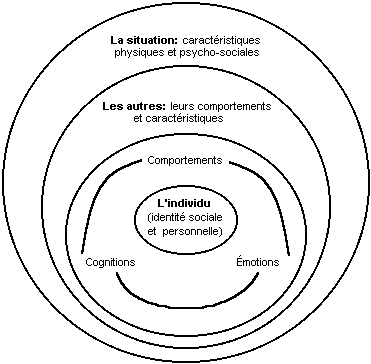 La situation: caractéristiques
physiques et psycho-sociales
Les autres: leurs comportements
et caractéristiques
Comportements
L'individu
(identité sociale
et personnelle)
Cognitions
Émotions